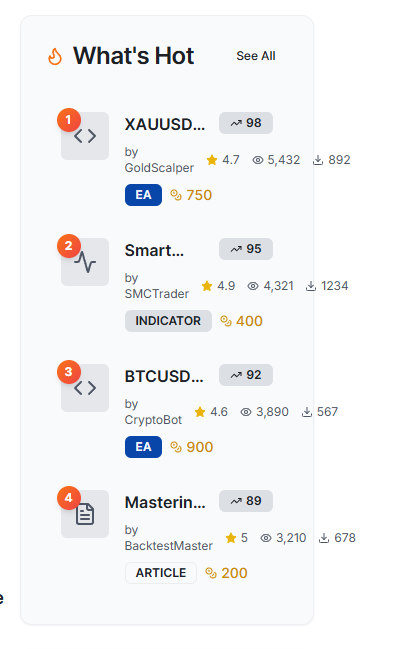 What's Hot See All
1 XAUUSD... 98
by
GoldScalper 4.7 5,432 892
EA 750
2 Smart... 95
by
SMCTrader 4.9 4,321 1234
INDICATOR 400
3 BTCUSD... 92
by
CryptoBot 4.6 3,890 567
EA 900
4 Masterin... 89
by
BacktestMaster 5 3,210 678
ARTICLE 200
e